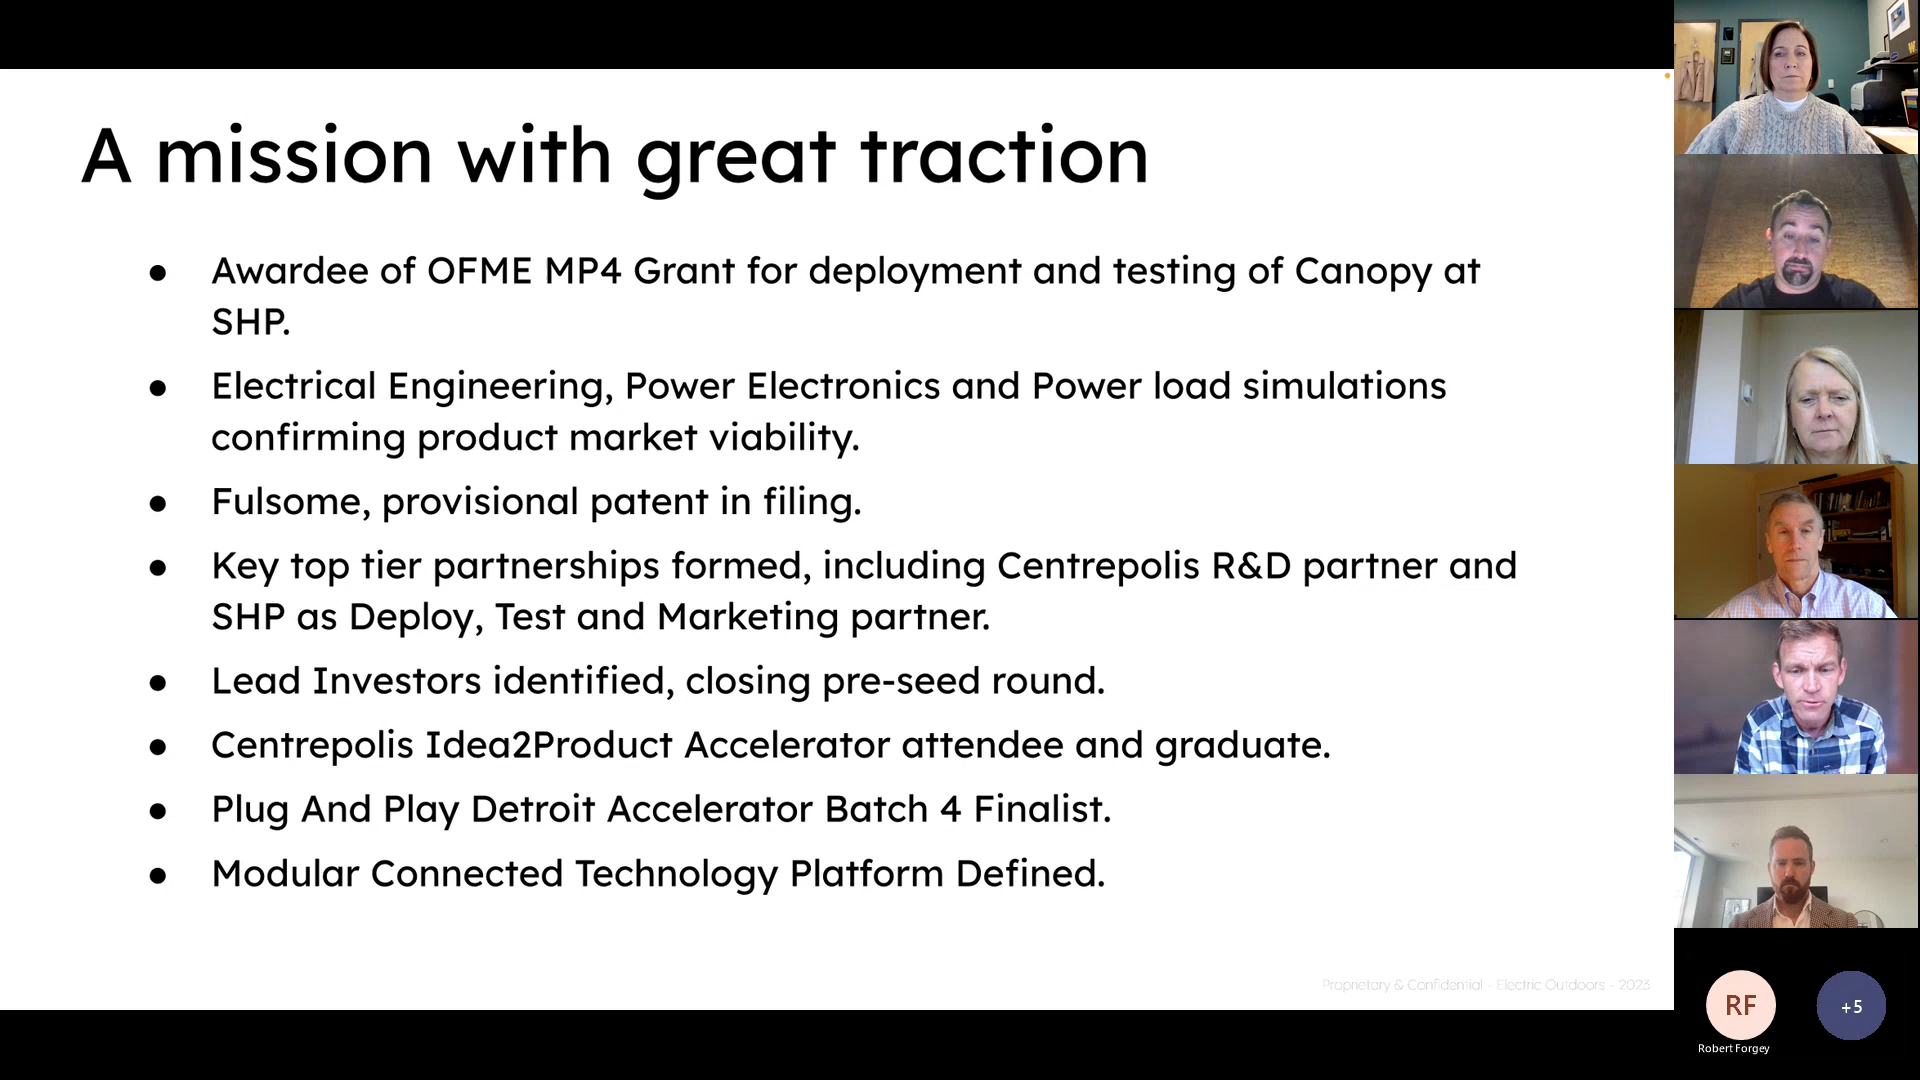 A mission with great traction
● Awardee of OFME MP4 Grant for deployment and testing of Canopy at
SHP.
● Electrical Engineering, Power Electronics and Power load simulations
confirming product market viability.
● Fulsome, provisional patent in filing.
● Key top tier partnerships formed, including Centrepolis R&D partner and
SHP as Deploy, Test and Marketing partner.
● Lead Investors identified, closing pre-seed round.
● Centrepolis Idea2Product Accelerator attendee and graduate.
● Plug And Play Detroit Accelerator Batch 4 Finalist.
● Modular Connected Technology Platform Defined.
Proprietary & Confidential - Electric Outdoors - 2023
W
RF
+5
Robert Forgey